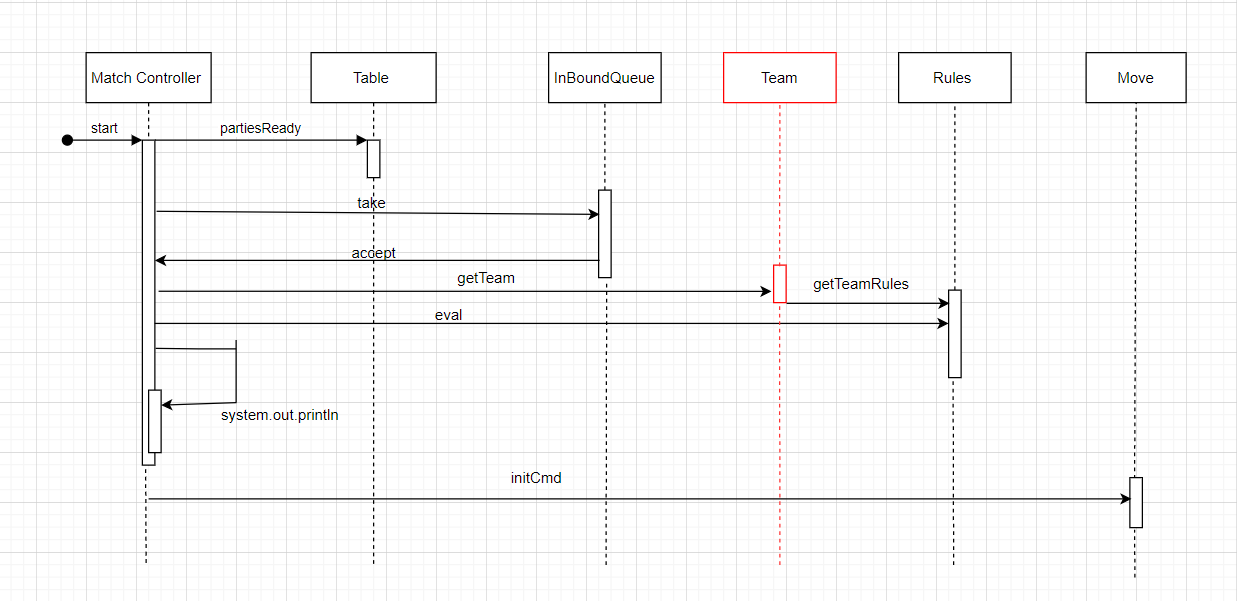 Match Controller
Table
InBoundQueue
Team
Rules
Move
start
partiesReady
take
accept
getTeam
getTeamRules
eval
system.out.println
initCmd